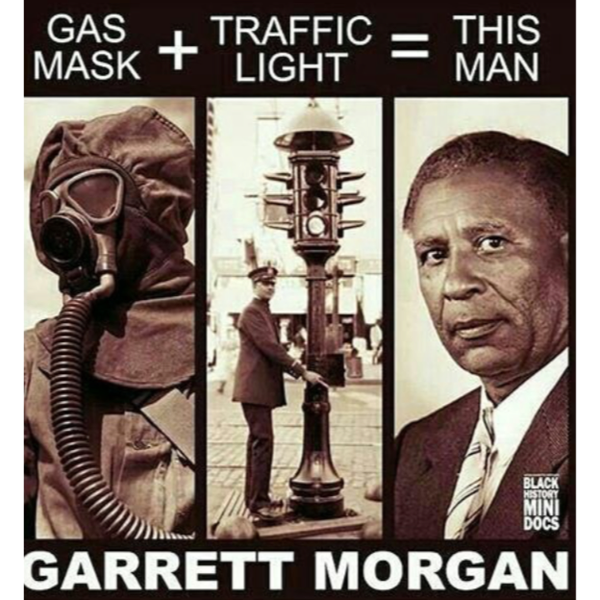 GAS
MASK
+
TRAFFIC
LIGHT
=
THIS
MAN
BLACK
HISTORY
MINI
DOCS
GARRETT MORGAN